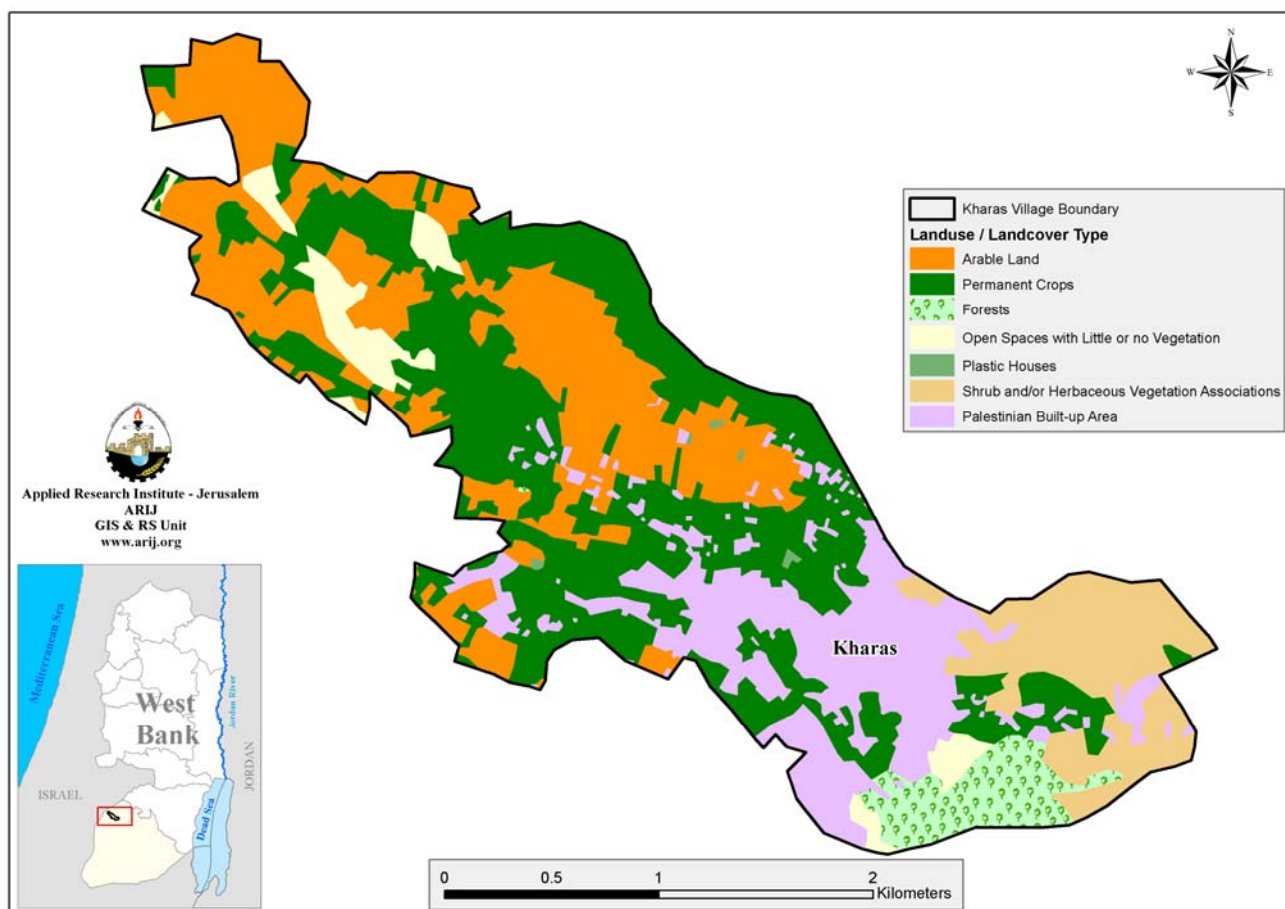 N
W
E
S
Kharas Village Boundary
Landuse / Landcover Type
Arable Land
Permanent Crops
Forests
Open Spaces with Little or no Vegetation
Plastic Houses
Shrub and/or Herbaceous Vegetation Associations
Palestinian Built-up Area
Applied Research Institute - Jerusalem
ARIJ
GIS & RS Unit
www.arij.org
Kharas
Mediterranean Sea
West
Bank
Jordan River
JORDAN
ISRAEL
Dead Sea
0 0.5 1 2
Kilometers